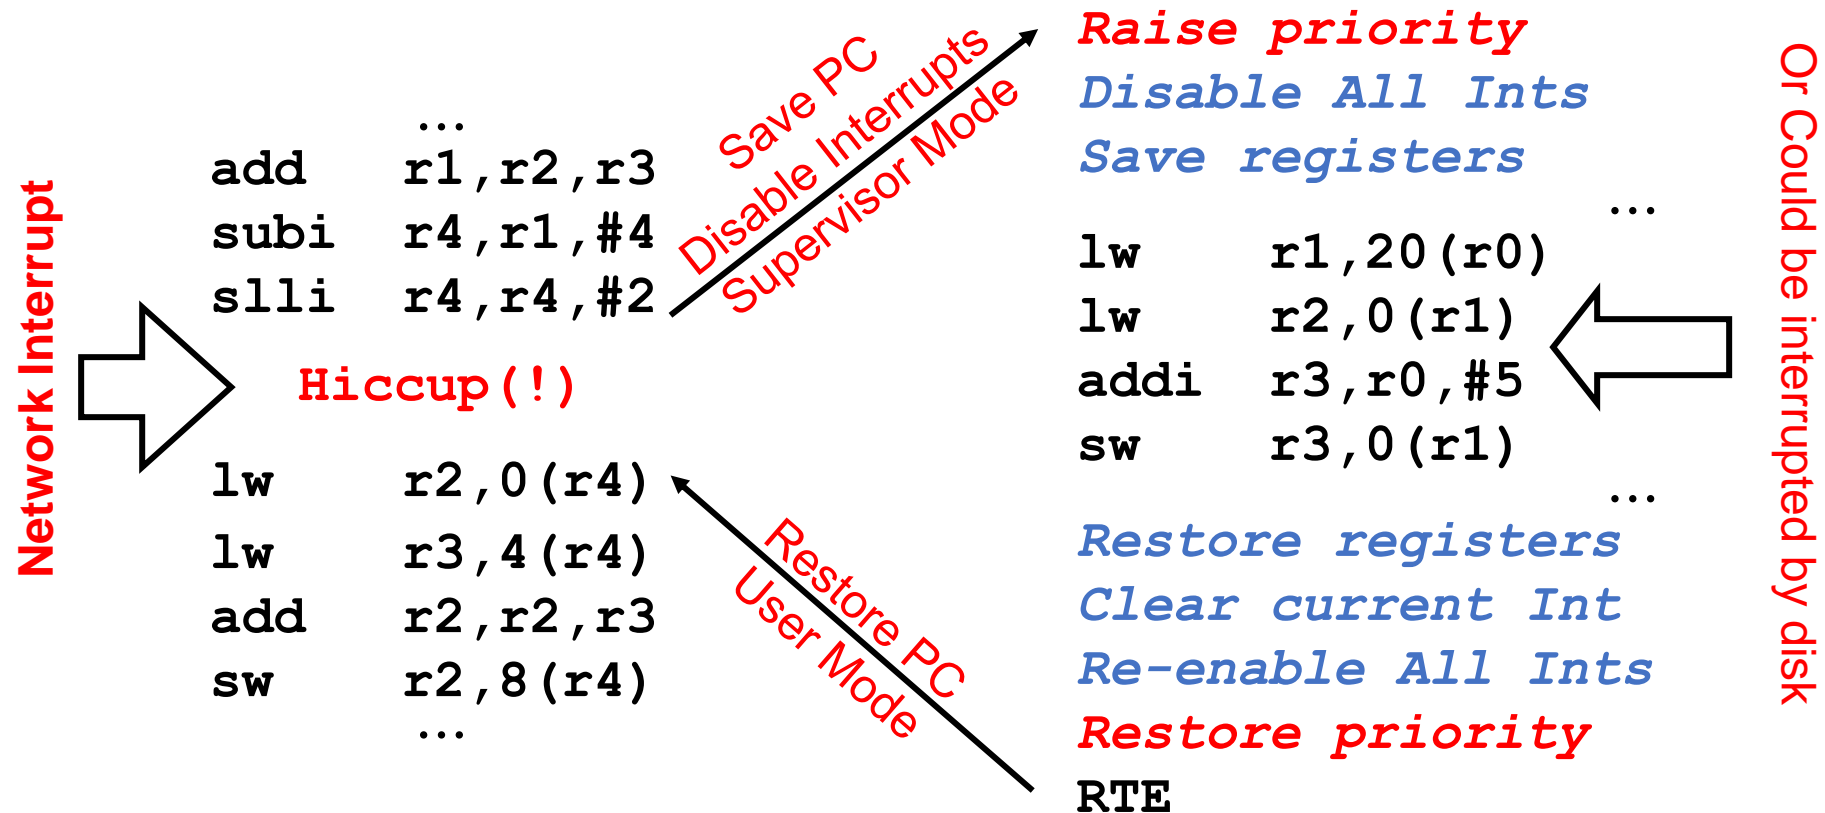 Network Interrupt
…
add r1,r2,r3
subi r4,r1,#4
slli r4,r4,#2
Hiccup(!)
lw r2,0(r4)
lw r3,4(r4)
add r2,r2,r3
sw r2,8(r4)
…
Save PC
Disable Interrupts
Supervisor Mode
Restore PC
User Mode
Raise priority
Disable All Ints
Save registers
…
lw r1,20(r0)
lw r2,0(r1)
addi r3,r0,#5
sw r3,0(r1)
…
Restore registers
Clear current Int
Re-enable All Ints
Restore priority
RTE
Or Could be interrupted by disk